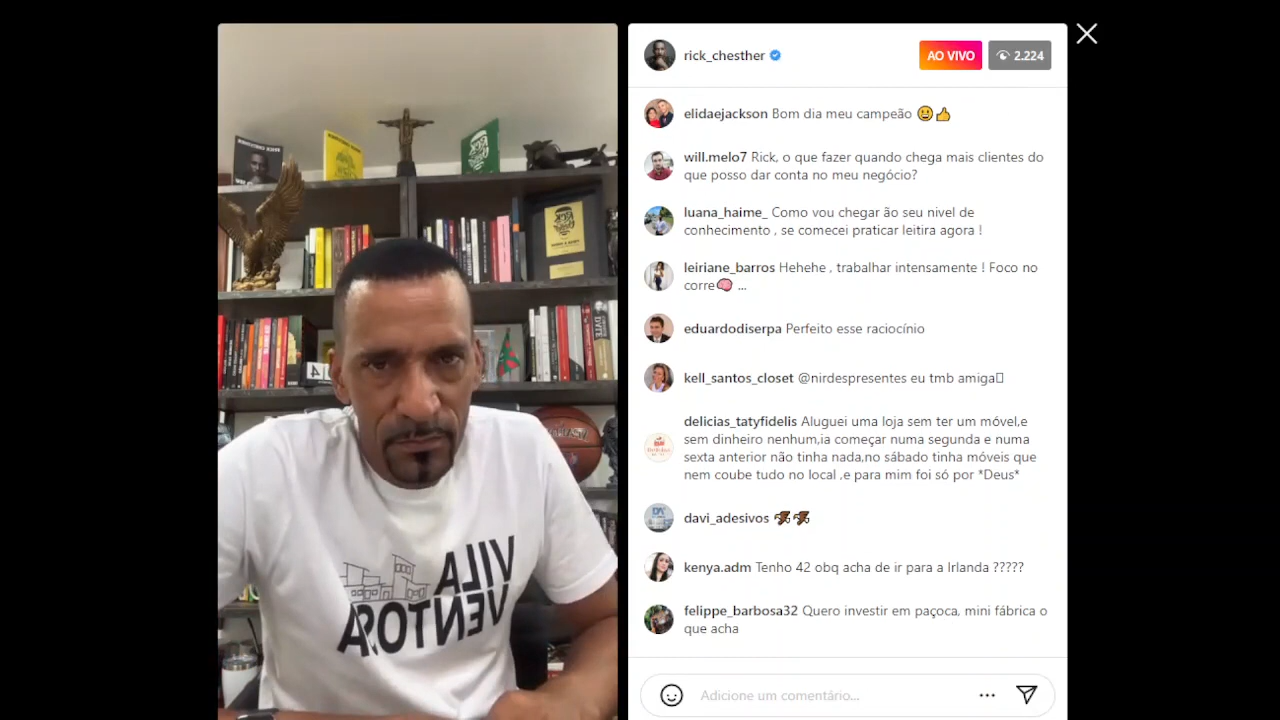 rick_chesther
AO VIVO
2.224
elidaejackson Bom dia meu campeão
will.melo7 Rick, o que fazer quando chega mais clientes do
que posso dar conta no meu negócio?
luana_haime_ Como vou chegar ão seu nivel de
conhecimento , se comecei praticar leitira agora !
leiriane_barros Hehehe , trabalhar intensamente ! Foco no
corre🧠 ...
eduardodiserpa Perfeito esse raciocínio
kell_santos_closet @nirdespresentes eu tmb amiga
delicias_tatyfidelis Aluguei uma loja sem ter um móvel,e
sem dinheiro nenhum,ia começar numa segunda e numa
sexta anterior não tinha nada,no sábado tinha móveis que
nem coube tudo no local ,e para mim foi só por *Deus*
davi_adesivos
kenya.adm Tenho 42 obq acha de ir para a Irlanda ?????
felippe_barbosa32 Quero investir em paçoca, mini fábrica o
que acha
Adicione um comentário...
VILA
VENTOSA
RICK CHESTHER